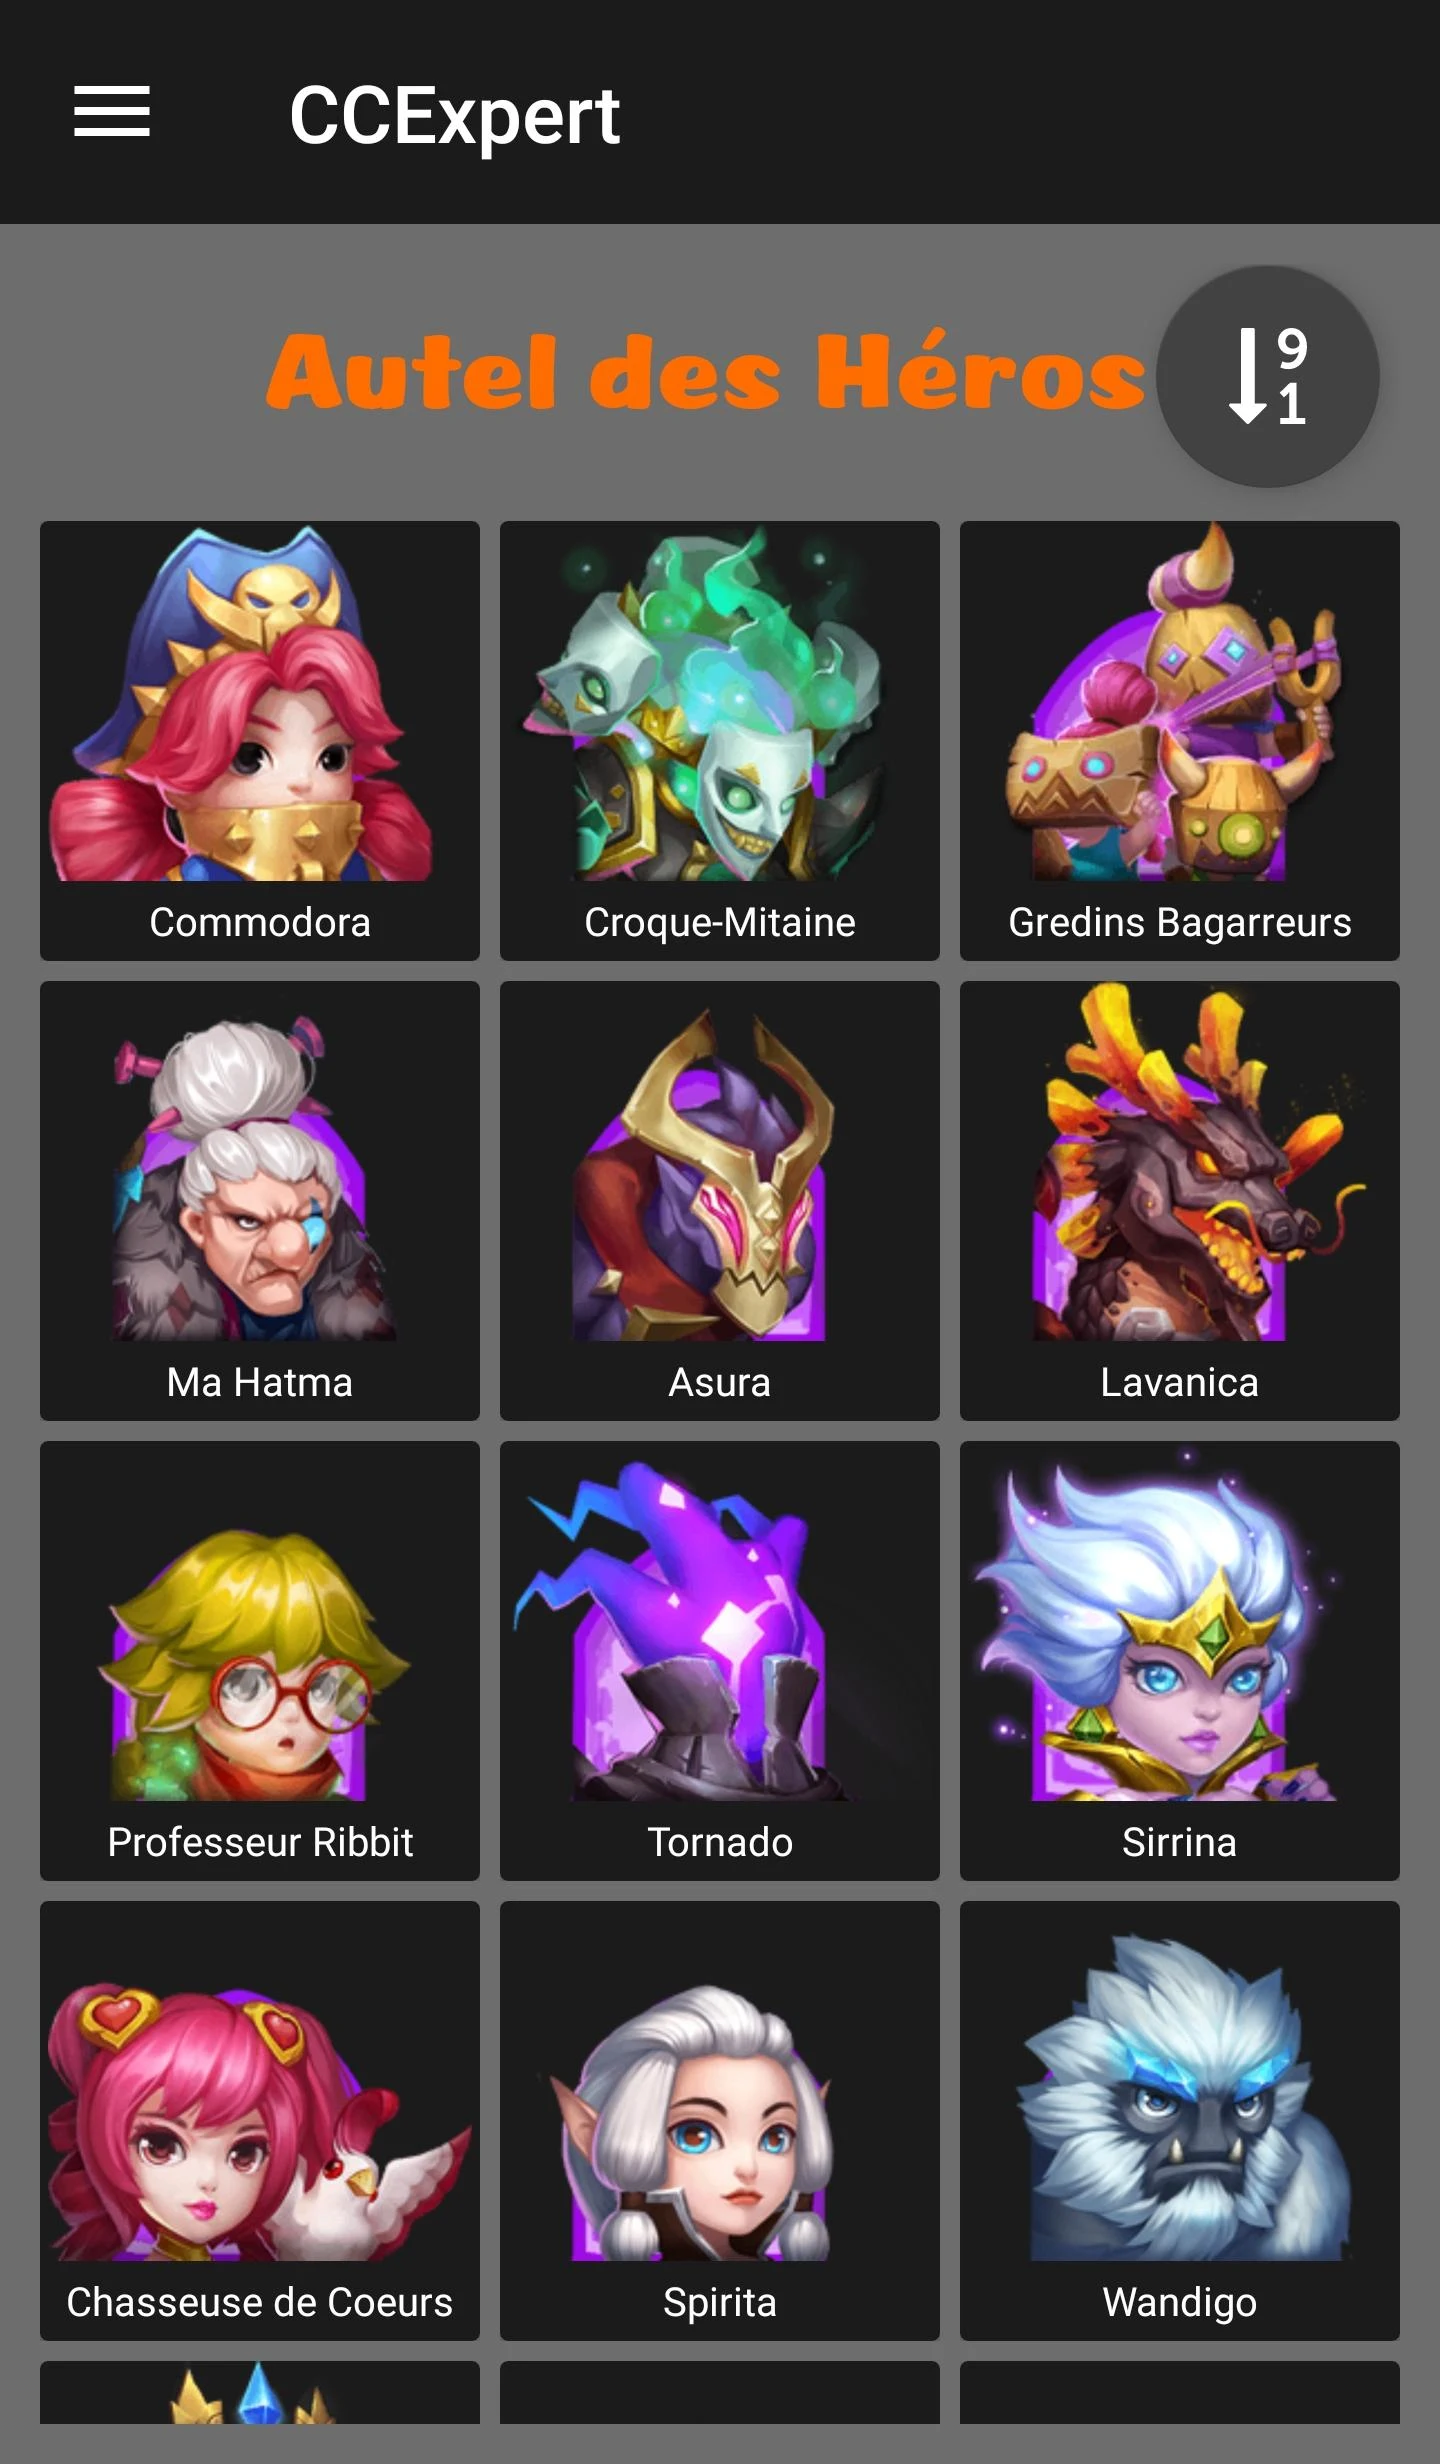 CCExpert
Autel des Héros
9
1
Commodora
Croque-Mitaine
Gredins Bagarreurs
Ma Hatma
Asura
Lavanica
Professeur Ribbit
Tornado
Sirrina
Chasseuse de Coeurs
Spirita
Wandigo